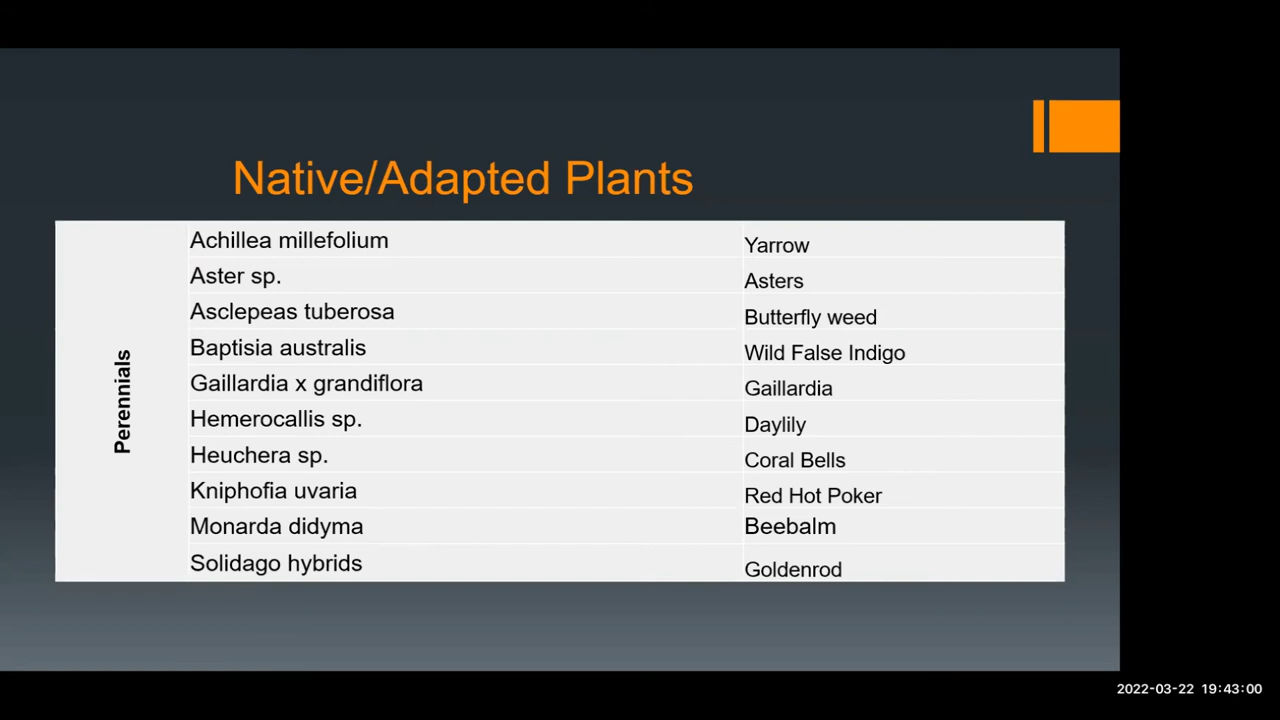 Native/Adapted Plants
Perennials
Achillea millefolium Yarrow
Aster sp. Asters
Asclepeas tuberosa Butterfly weed
Baptisia australis Wild False Indigo
Gaillardia x grandiflora Gaillardia
Hemerocallis sp. Daylily
Heuchera sp. Coral Bells
Kniphofia uvaria Red Hot Poker
Monarda didyma Beebalm
Solidago hybrids Goldenrod
2022-03-22 19:43:00